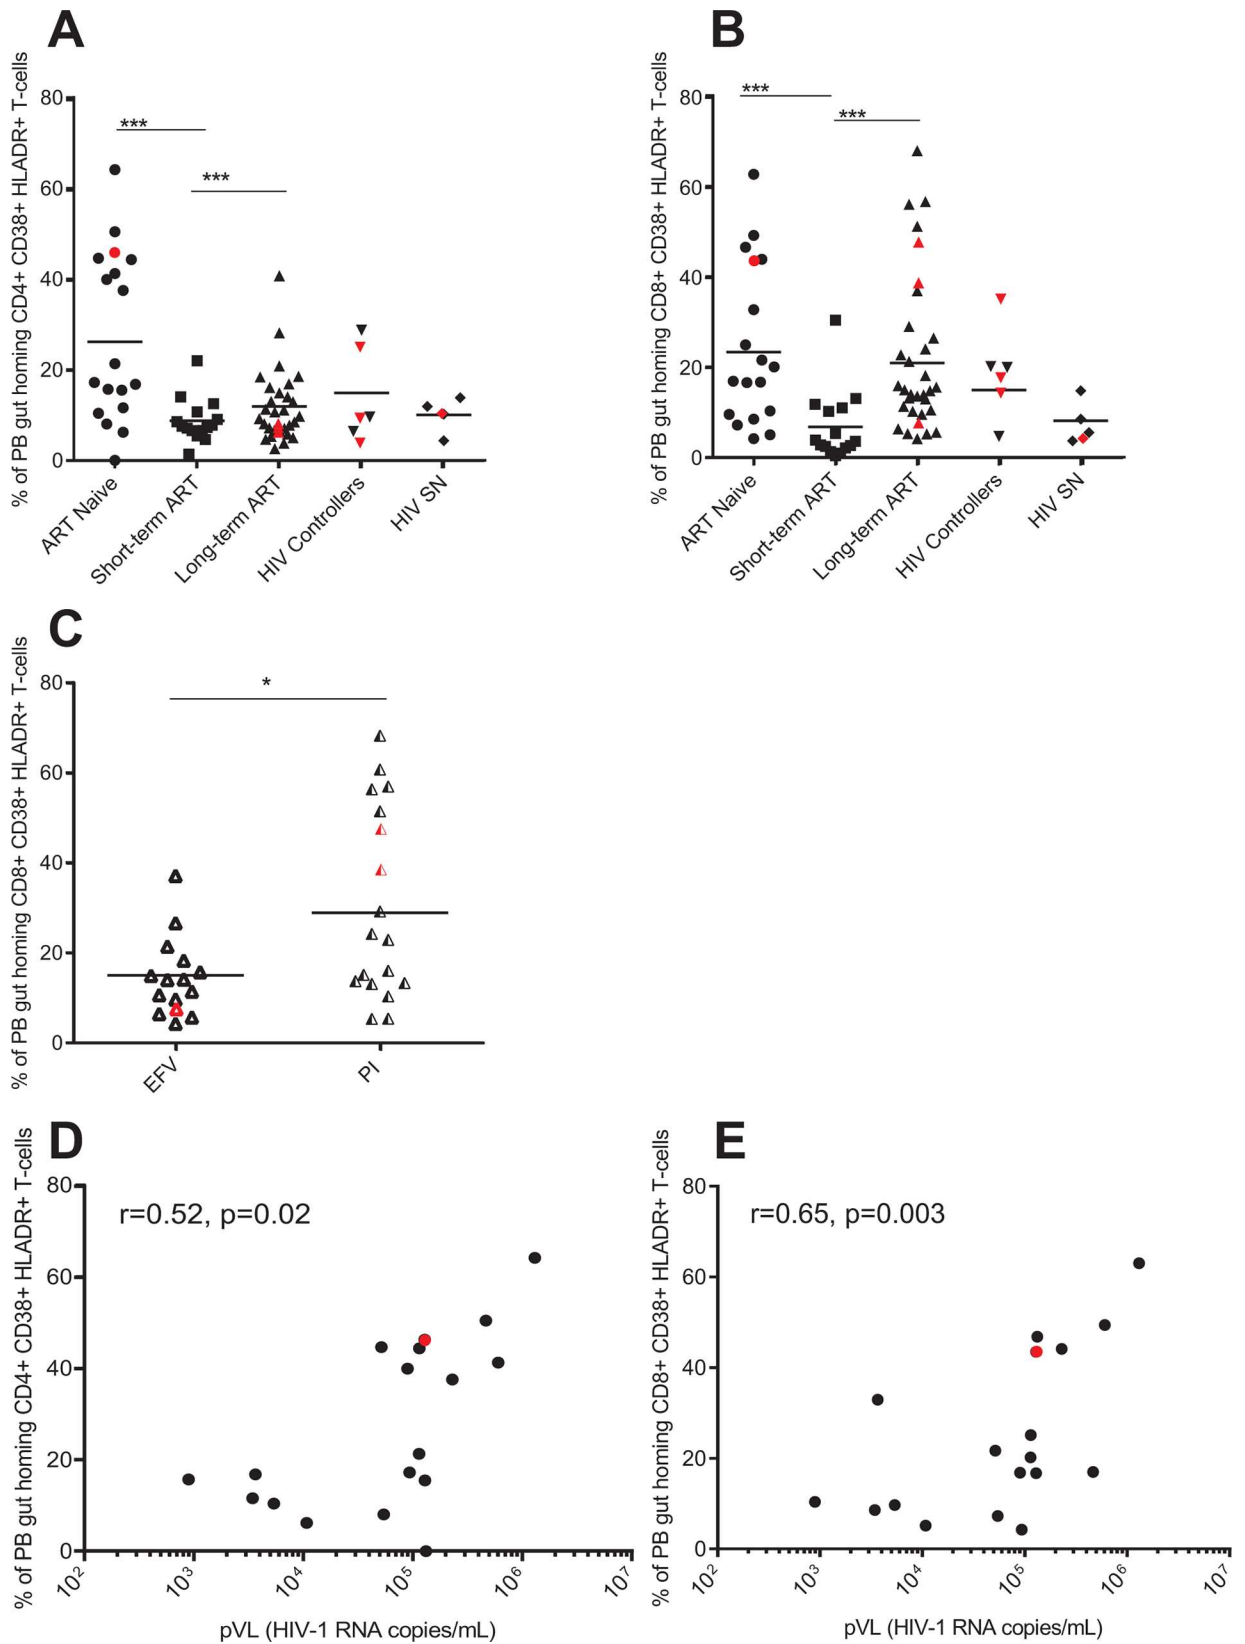 A
% of PB gut homing CD4+ CD38+ HLADR+ T-cells
80
60
40
20
0
***
***
ART Naive
Short-term ART
Long-term ART
HIV Controllers
HIV SN
B
% of PB gut homing CD8+ CD38+ HLADR+ T-cells
80
60
40
20
0
***
***
ART Naive
Short-term ART
Long-term ART
HIV Controllers
HIV SN
C
% of PB gut homing CD8+ CD38+ HLADR+ T-cells
80
60
40
20
0
*
EFV
PI
D
% of PB gut homing CD4+ CD38+ HLADR+ T-cells
80
60
40
20
0
r=0.52, p=0.02
10²
10³
10⁴
10⁵
10⁶
10⁷
pVL (HIV-1 RNA copies/mL)
E
% of PB gut homing CD8+ CD38+ HLADR+ T-cells
80
60
40
20
0
r=0.65, p=0.003
10²
10³
10⁴
10⁵
10⁶
10⁷
pVL (HIV-1 RNA copies/mL)